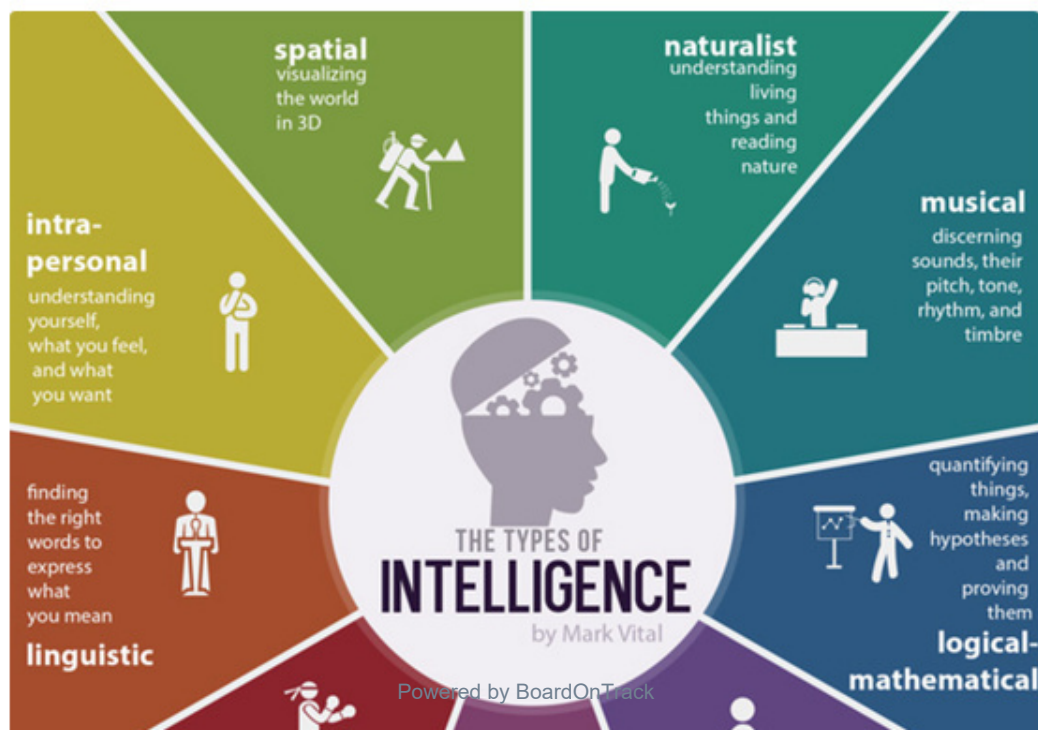 spatial
visualizing
the world
in 3D
naturalist
understanding
living
things and
reading
nature
musical
discerning
sounds, their
pitch, tone,
rhythm, and
timbre
intra-
personal
understanding
yourself,
what you feel,
and what
you want
finding
the right
words to
express
what
you mean
linguistic
THE TYPES OF
INTELLIGENCE
by Mark Vital
quantifying
things,
making
hypotheses
and
proving
them
logical-
mathematical
Powered by BoardOnTrack